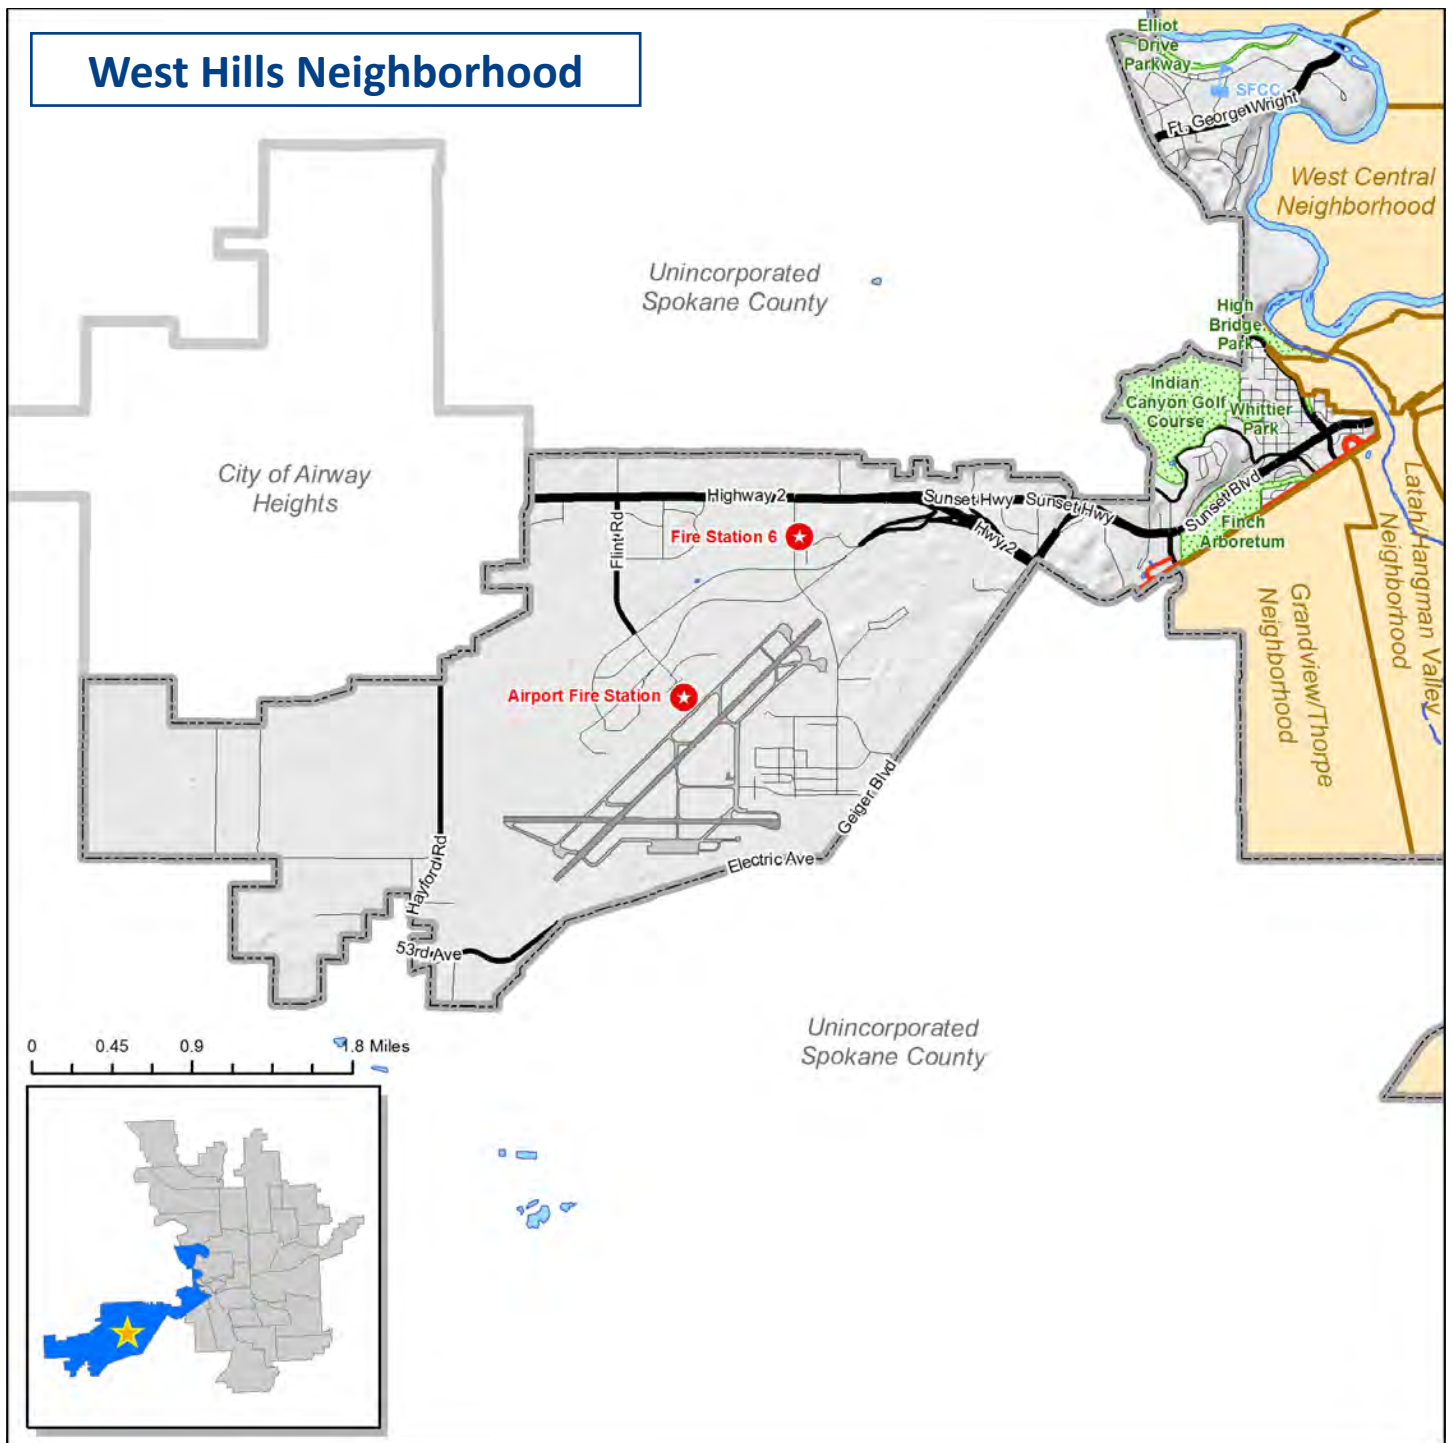 West Hills Neighborhood
Elliot
Drive
Parkway
SFCC
Ft. George Wright
West Central
Neighborhood
Unincorporated
Spokane County
High
Bridge
Park
Indian
Canyon Golf
Course
Whittier
Park
City of Airway
Heights
Highway 2
Sunset Hwy
Sunset Hwy
Hwy 2
Sunset Blvd
Finch
Arboretum
Flint Rd
Fire Station 6
Latah/Hangman Valley
Neighborhood
Grandview/Thorpe
Neighborhood
Airport Fire Station
Geiger Blvd
Electric Ave
Hayford Rd
53rd Ave
Unincorporated
Spokane County
0 0.45 0.9 1.8 Miles